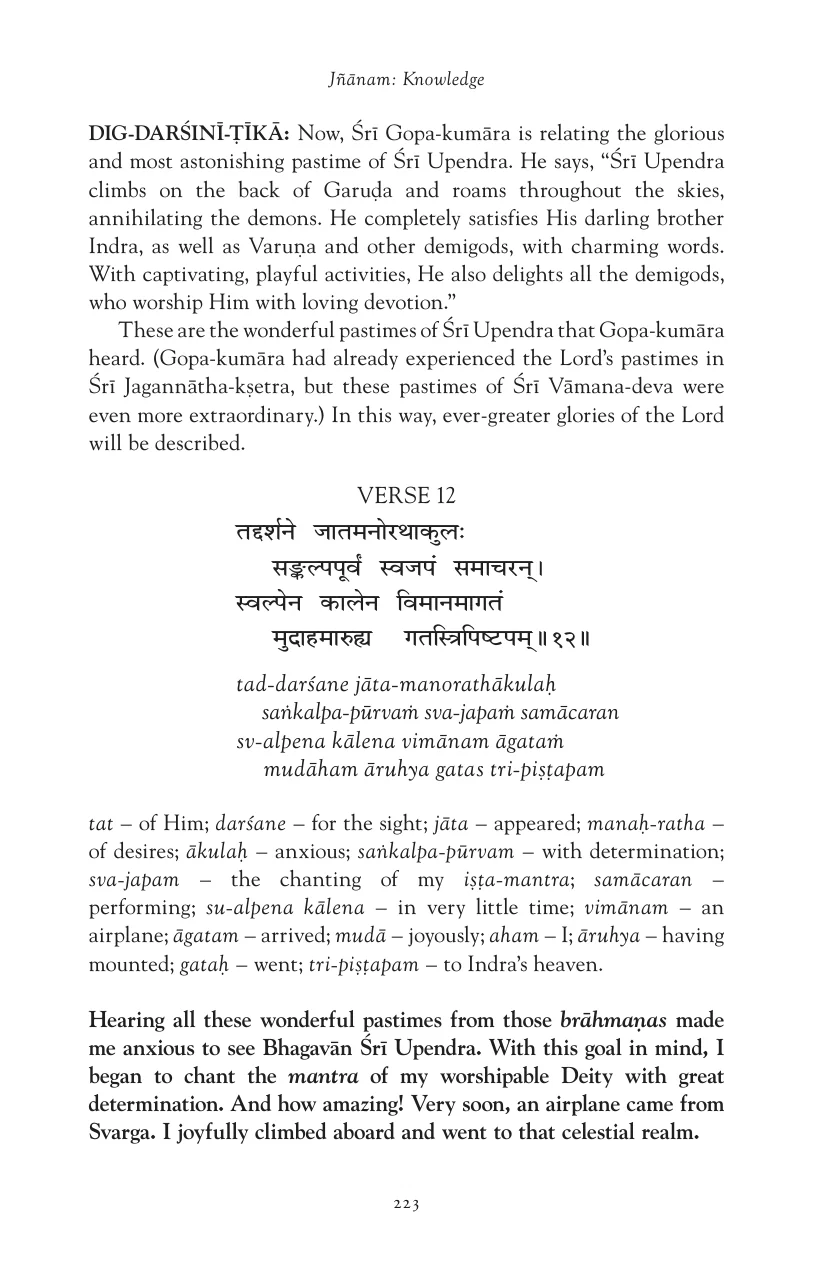 Jñānam: Knowledge
DIG-DARŚINĪ-ṬĪKĀ: Now, Śrī Gopa-kumāra is relating the glorious
and most astonishing pastime of Śrī Upendra. He says, “Śrī Upendra
climbs on the back of Garuḍa and roams throughout the skies,
annihilating the demons. He completely satisfies His darling brother
Indra, as well as Varuṇa and other demigods, with charming words.
With captivating, playful activities, He also delights all the demigods,
who worship Him with loving devotion.”
These are the wonderful pastimes of Śrī Upendra that Gopa-kumāra
heard. (Gopa-kumāra had already experienced the Lord’s pastimes in
Śrī Jagannātha-kṣetra, but these pastimes of Śrī Vāmana-deva were
even more extraordinary.) In this way, ever-greater glories of the Lord
will be described.
VERSE 12
तद्दर्शने जातमनोरथाकुलः
सङ्कल्पपूर्वं स्वजपं समाचरन्।
स्वल्पेन कालेन विमानमागतं
मुदाहमारुह्य गतस्त्रिपिष्टपम्॥१२॥
tad-darśane jāta-manorathākulaḥ
saṅkalpa-pūrvaṁ sva-japaṁ samācaran
sv-alpena kālena vimānam āgataṁ
mudāham āruhya gatas tri-piṣṭapam
tat – of Him; darśane – for the sight; jāta – appeared; manaḥ-ratha –
of desires; ākulaḥ – anxious; saṅkalpa-pūrvam – with determination;
sva-japam – the chanting of my iṣṭa-mantra; samācaran –
performing; su-alpena kālena – in very little time; vimānam – an
airplane; āgatam – arrived; mudā – joyously; aham – I; āruhya – having
mounted; gataḥ – went; tri-piṣṭapam – to Indra’s heaven.
Hearing all these wonderful pastimes from those brāhmaṇas made
me anxious to see Bhagavān Śrī Upendra. With this goal in mind, I
began to chant the mantra of my worshipable Deity with great
determination. And how amazing! Very soon, an airplane came from
Svarga. I joyfully climbed aboard and went to that celestial realm.
223